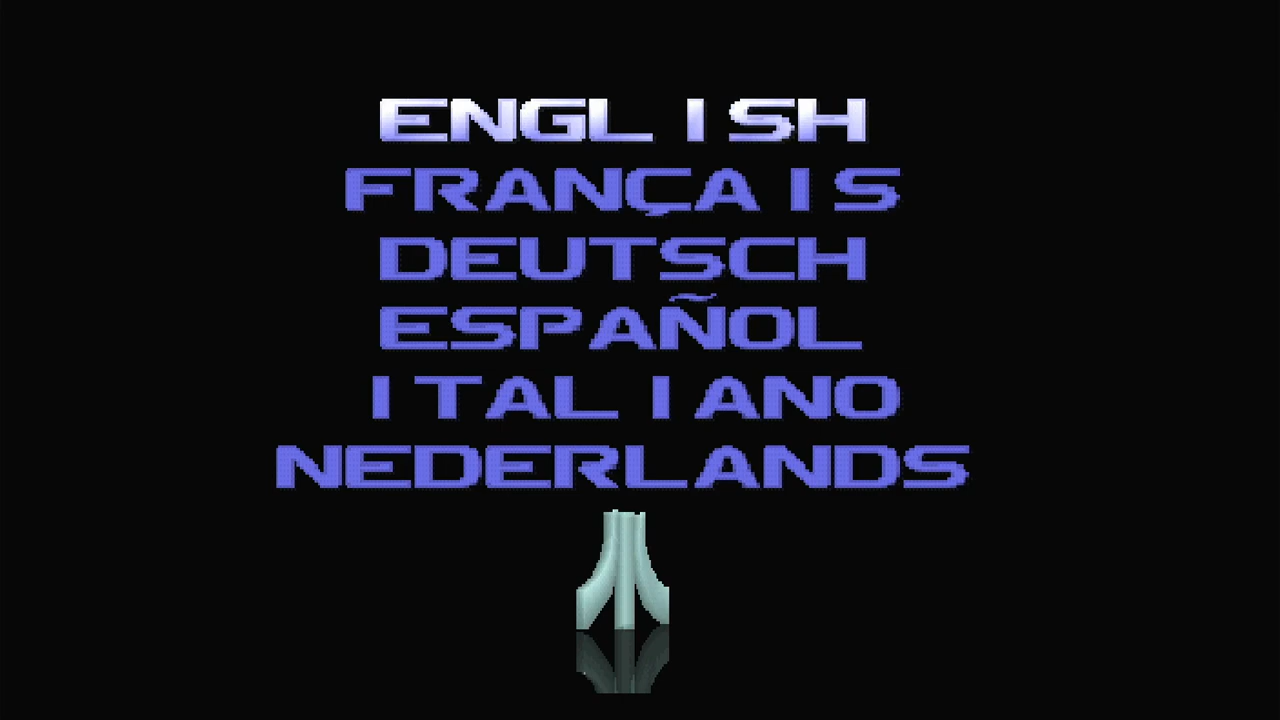 ENGLISH
FRANÇAIS
DEUTSCH
ESPAÑOL
ITALIANO
NEDERLANDS